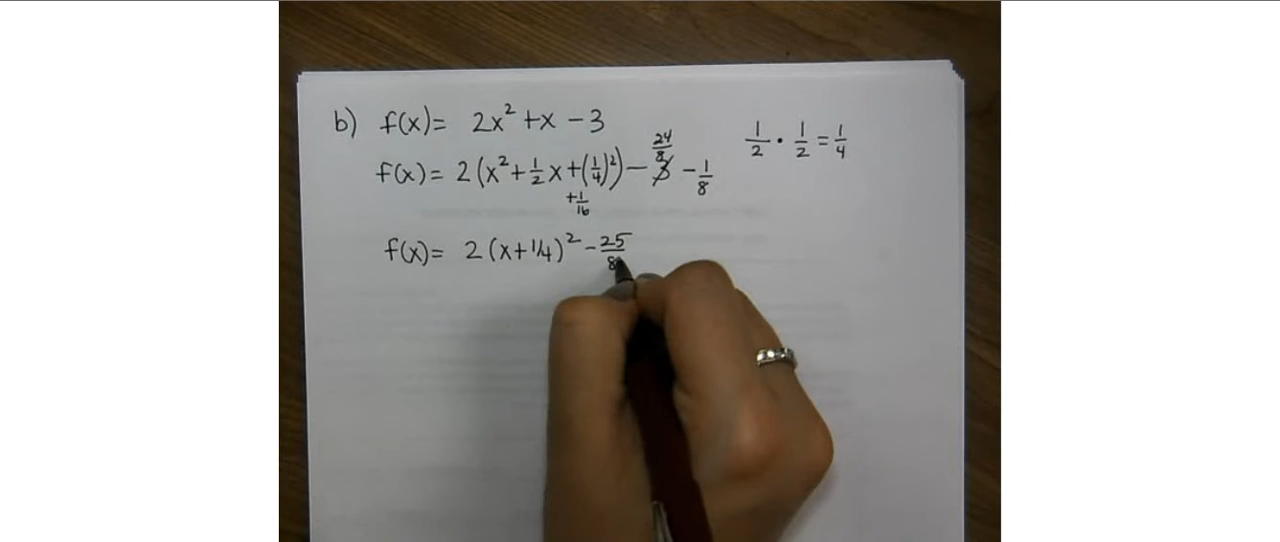 b) f(x)= 2x² +x −3
1/2 · 1/2 = 1/4
f(x)= 2(x²+1/2x+(1/4)²)− 24/8 3 −1/8
+1/16
f(x)= 2(x+1/4)²−25/8